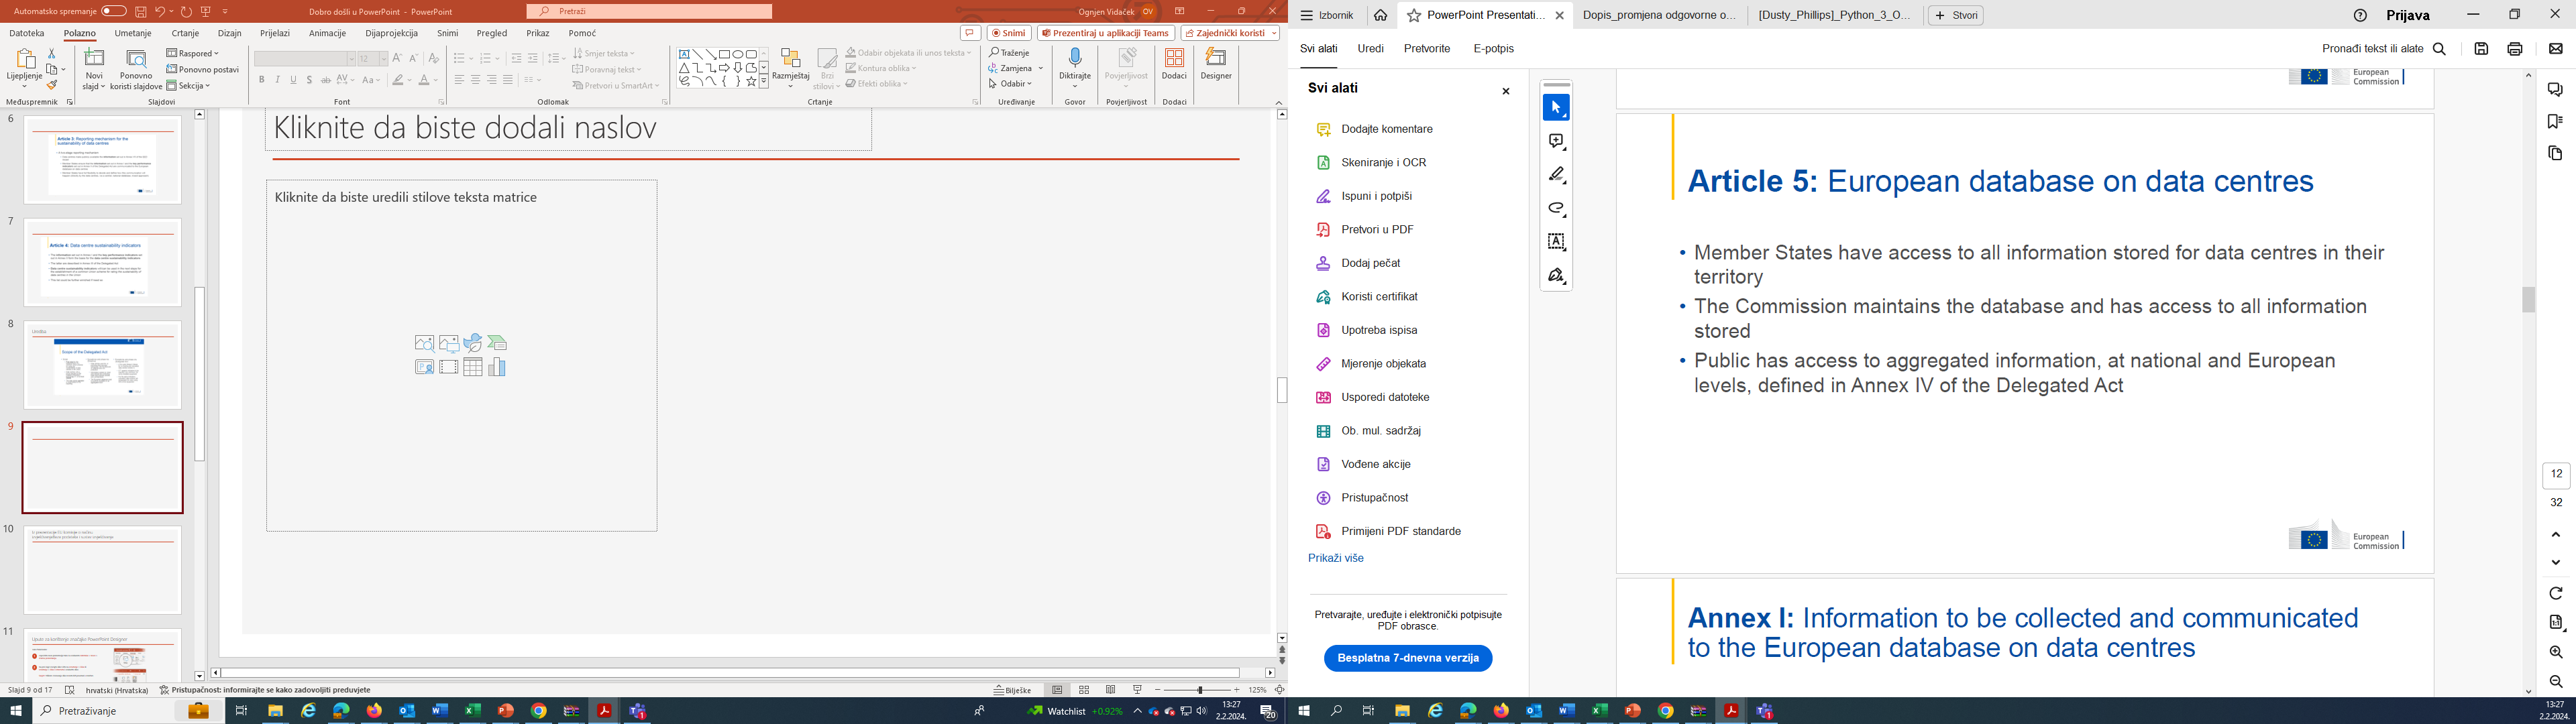 Automatsko spremanje
Dobro došli u PowerPoint - PowerPoint
Pretraži
Ognjen Vidaček
OV
Datoteka Polazno Umetanje Crtanje Dizajn Prijelazi Animacije Dijaprojekcija Snimi Pregled Prikaz Pomoć
Snimi
Prezentiraj u aplikaciji Teams
Zajednički koristi
Lijepljenje
Novi slajd
Ponovno koristi slajdove
Raspored
Ponovno postavi
Sekcija
12
Smjer teksta
Poravnaj tekst
Pretvori u SmartArt
Razmještaj
Brzi stilovi
Odabir objekata ili unos teksta
Kontura oblika
Efekti oblika
Traženje
Zamjena
Odabir
Diktirajte
Povjerljivost
Dodaci
Designer
Međuspremnik
Slajdovi
Font
Odlomak
Crtanje
Uređivanje
Govor
Povjerljivost
Dodaci
6
Article 3: Reporting mechanism for the
sustainability of data centres
7
Article 4: Data centre sustainability indicators
8
Scope of the Delegated Act
9
10
11
Kliknite da biste dodali naslov
Kliknite da biste uredili stilove teksta matrice
Slajd 9 od 17
hrvatski (Hrvatska)
Pristupačnost: informirajte se kako zadovoljiti preduvjete
Bilješke
125%
Pretraživanje
Watchlist +0.92%
13:27
2.2.2024.
20
Izbornik
PowerPoint Presentati...
Dopis_promjena odgovorne o...
[Dusty_Phillips]_Python_3_O...
Stvori
Prijava
Svi alati
Uredi
Pretvorite
E-potpis
Pronađi tekst ili alate
Svi alati
Dodajte komentare
Skeniranje i OCR
Ispuni i potpiši
Pretvori u PDF
Dodaj pečat
Koristi certifikat
Upotreba ispisa
Mjerenje objekata
Usporedi datoteke
Ob. mul. sadržaj
Vođene akcije
Pristupačnost
Primijeni PDF standarde
Prikaži više
Pretvarajte, uređujte i elektronički potpisujte
PDF obrasce.
Besplatna 7-dnevna verzija
European
Commission
Article 5: European database on data centres
• Member States have access to all information stored for data centres in their
territory
• The Commission maintains the database and has access to all information
stored
• Public has access to aggregated information, at national and European
levels, defined in Annex IV of the Delegated Act
European
Commission
Annex I: Information to be collected and communicated
to the European database on data centres
12
32
13:27
2.2.2024.